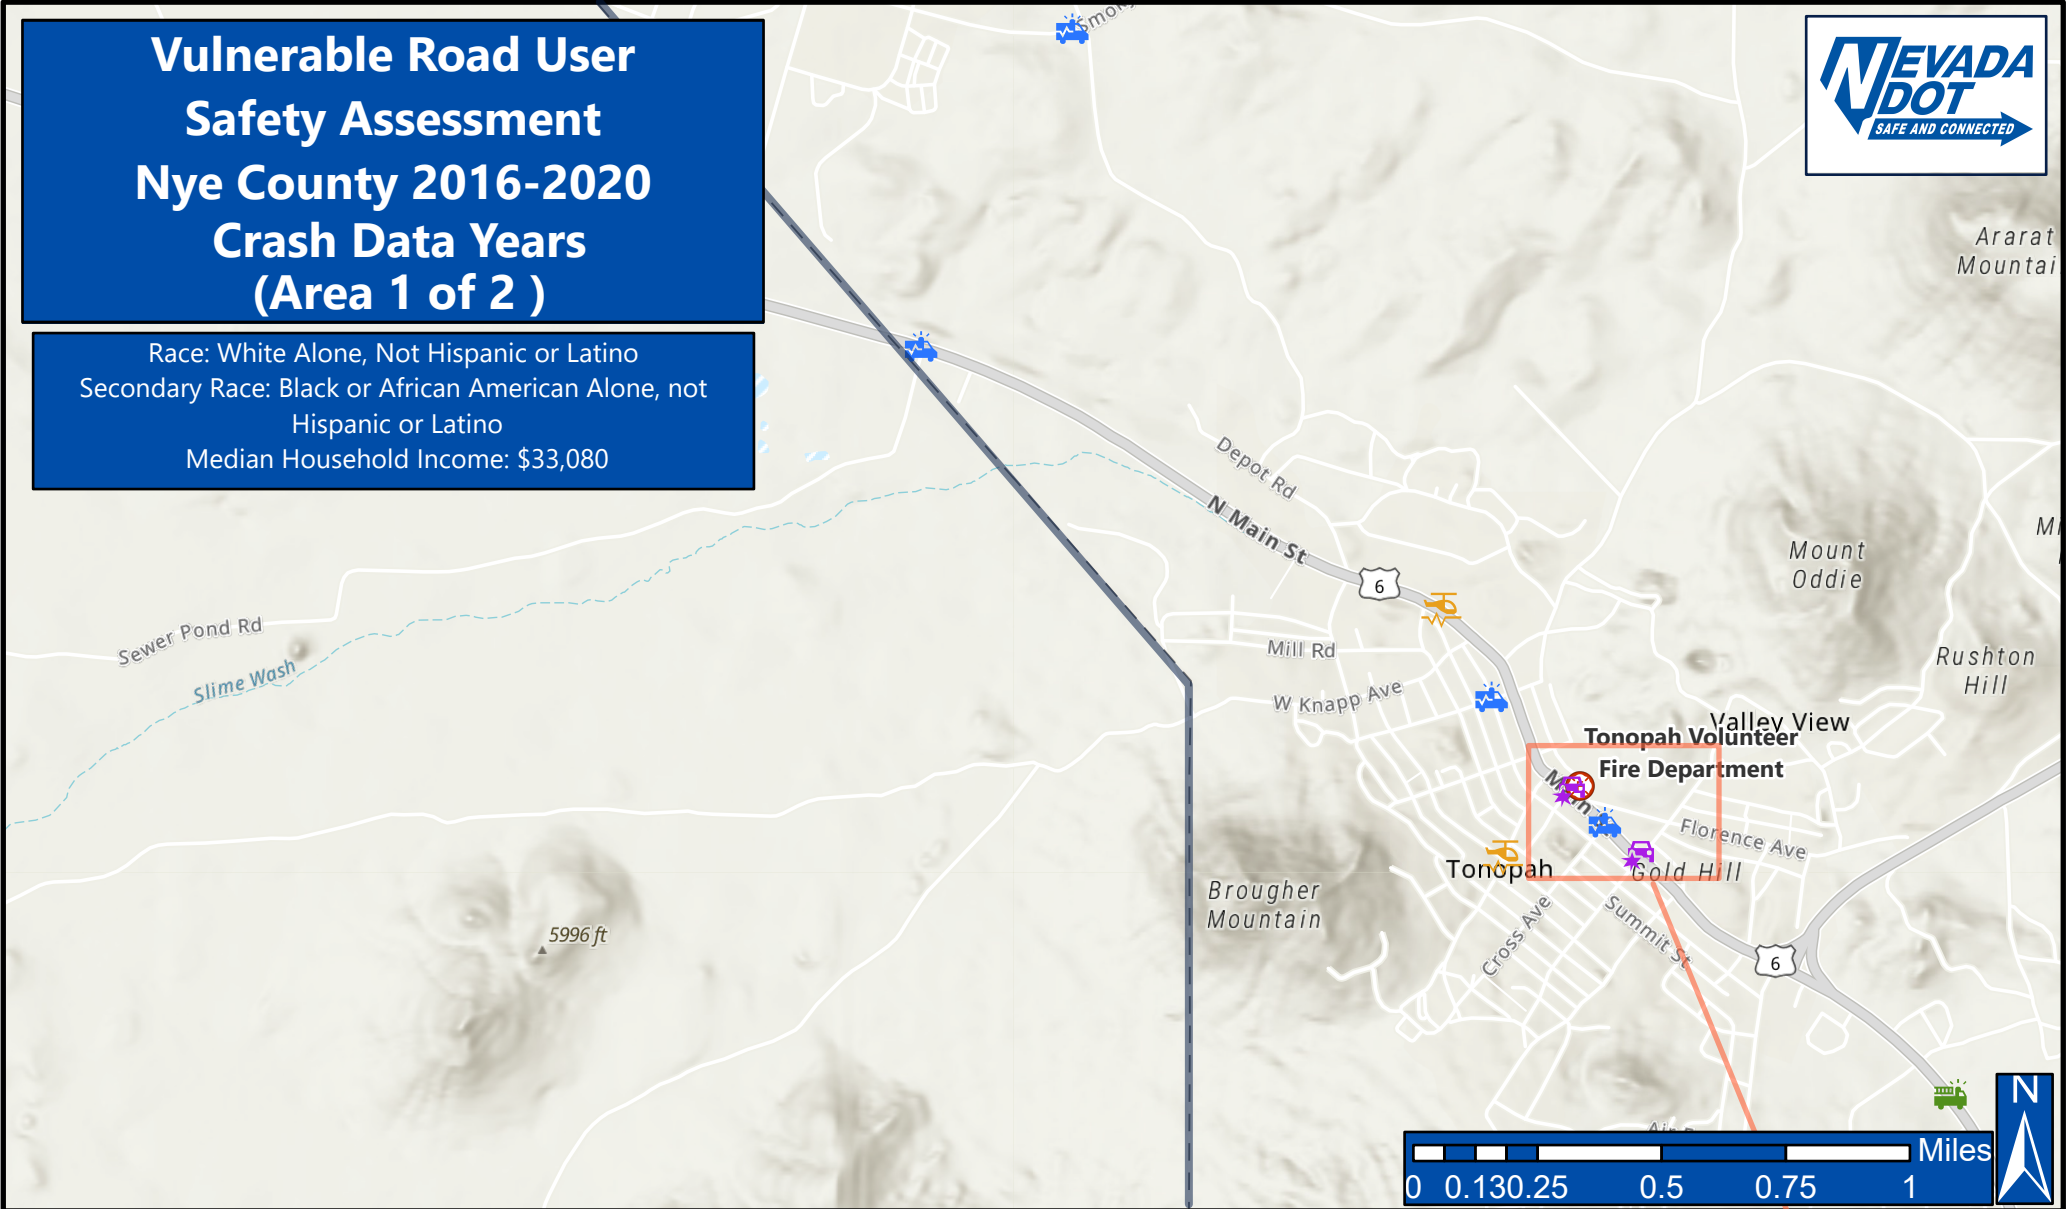 Vulnerable Road User
Safety Assessment
Nye County 2016-2020
Crash Data Years
(Area 1 of 2 )
Race: White Alone, Not Hispanic or Latino
Secondary Race: Black or African American Alone, not
Hispanic or Latino
Median Household Income: $33,080
NEVADA
DOT
SAFE AND CONNECTED
Ararat
Depot Rd
N Main St
6
Mount
Oddie
Sewer Pond Rd
Slime Wash
Mill Rd
W Knapp Ave
Rushton
Hill
Valley View
Tonopah Volunteer
Fire Department
Florence Ave
Tonopah
Gold Hill
Brougher
Mountain
Cross Ave
Summit St
5996 ft
6
N
Miles
0 0.13 0.25 0.5 0.75 1